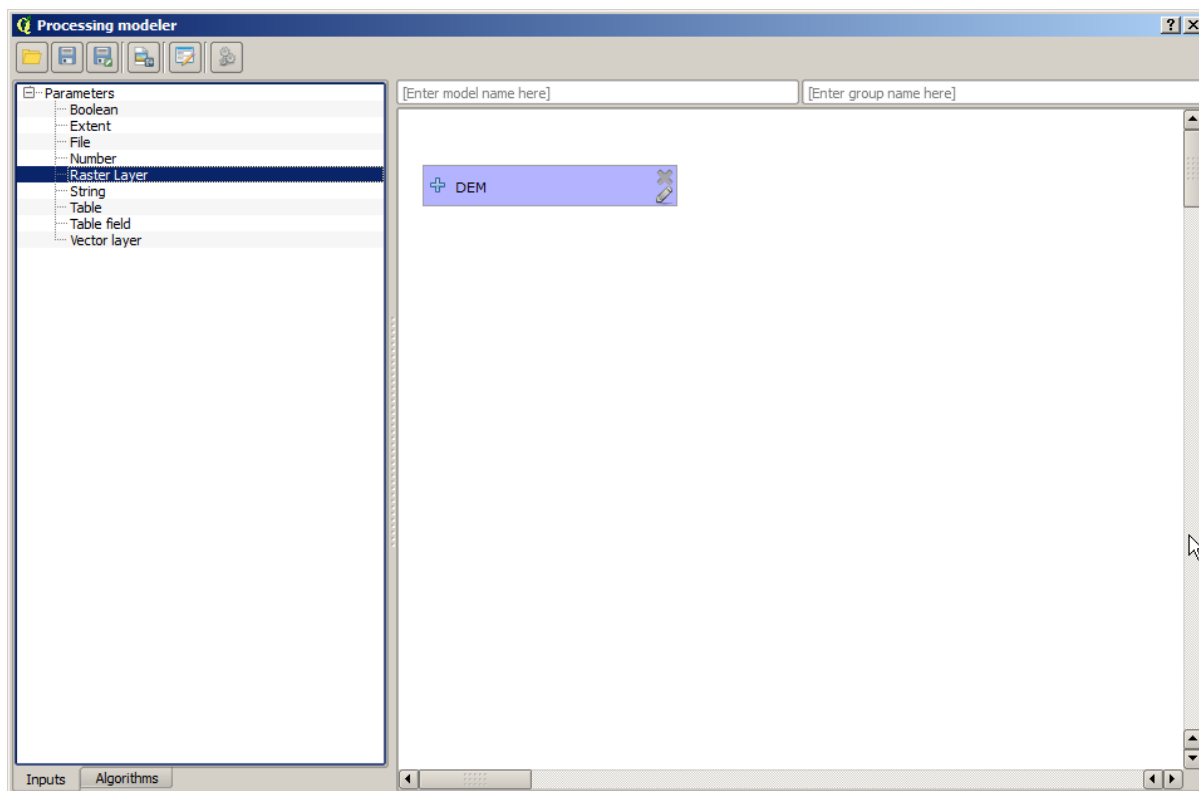 Processing modeler
Parameters
Boolean
Extent
File
Number
Raster Layer
String
Table
Table field
Vector layer
Inputs Algorithms
[Enter model name here] [Enter group name here]
DEM